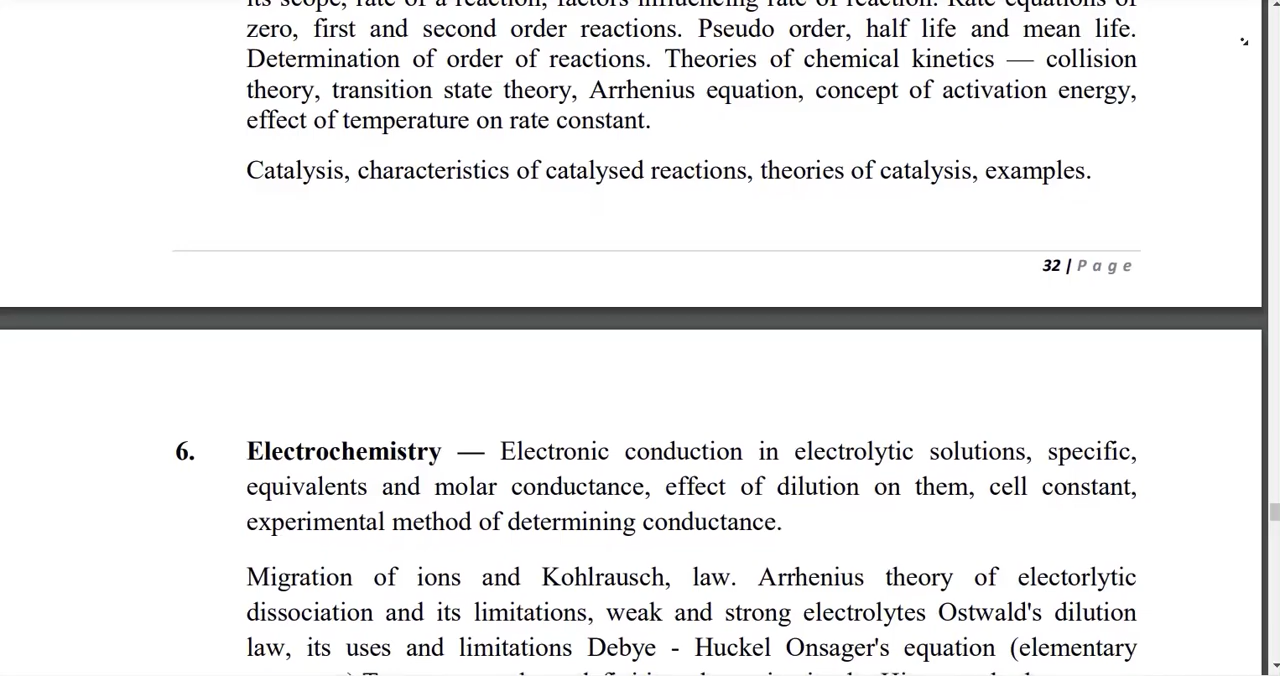 its scope, rate of a reaction, factors influencing rate of reaction. Rate equations of
zero, first and second order reactions. Pseudo order, half life and mean life.
Determination of order of reactions. Theories of chemical kinetics — collision
theory, transition state theory, Arrhenius equation, concept of activation energy,
effect of temperature on rate constant.
Catalysis, characteristics of catalysed reactions, theories of catalysis, examples.
32 | P a g e
6. Electrochemistry — Electronic conduction in electrolytic solutions, specific,
equivalents and molar conductance, effect of dilution on them, cell constant,
experimental method of determining conductance.
Migration of ions and Kohlrausch, law. Arrhenius theory of electorlytic
dissociation and its limitations, weak and strong electrolytes Ostwald's dilution
law, its uses and limitations Debye - Huckel Onsager's equation (elementary